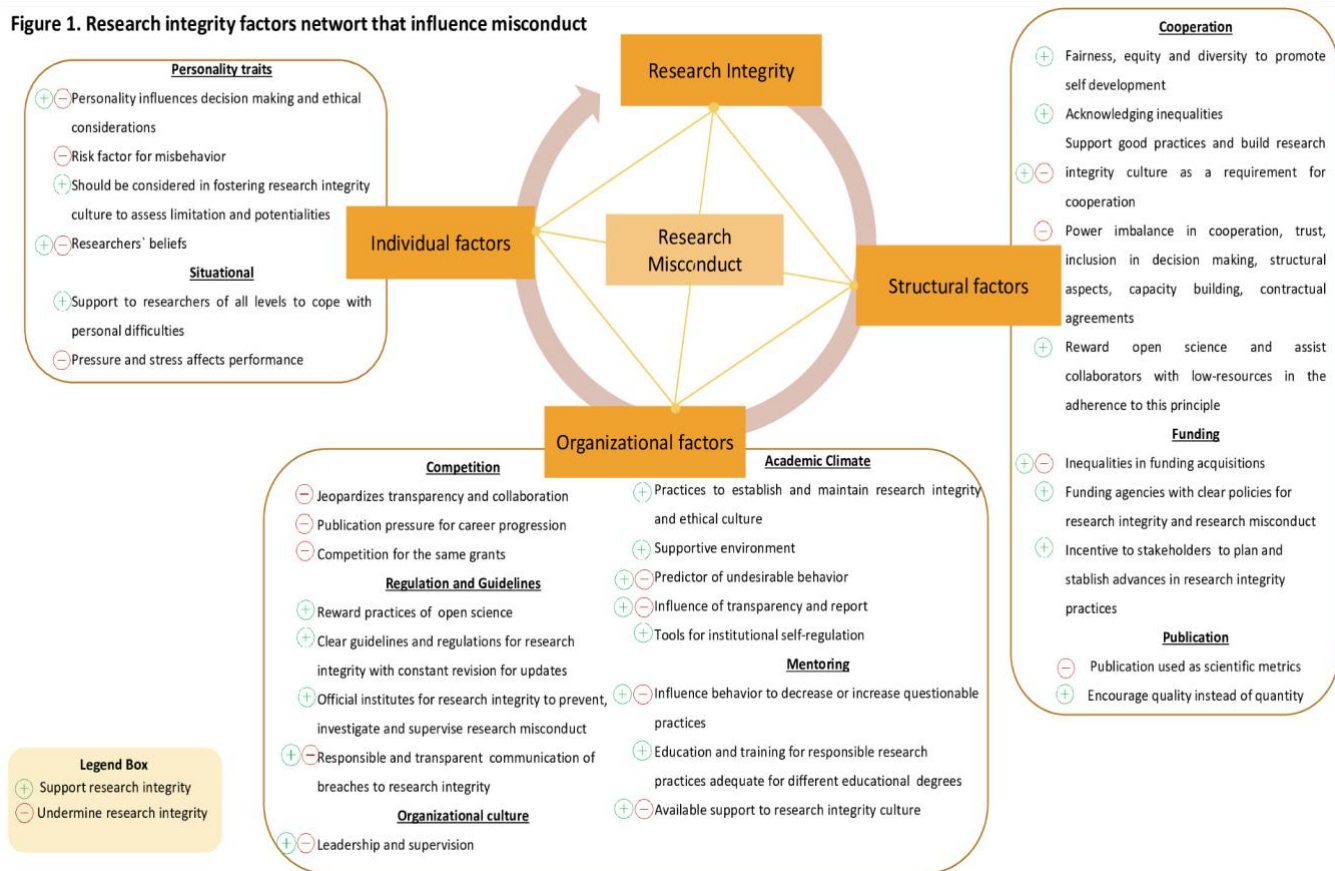 Figure 1. Research integrity factors networt that influence misconduct
Personality traits
Personality influences decision making and ethical
considerations
Risk factor for misbehavior
Should be considered in fostering research integrity
culture to assess limitation and potentialities
Researchers` beliefs
Situational
Support to researchers of all levels to cope with
personal difficulties
Pressure and stress affects performance
Research Integrity
Individual factors
Research
Misconduct
Structural factors
Organizational factors
Cooperation
Fairness, equity and diversity to promote
self development
Acknowledging inequalities
Support good practices and build research
integrity culture as a requirement for
cooperation
Power imbalance in cooperation, trust,
inclusion in decision making, structural
aspects, capacity building, contractual
agreements
Reward open science and assist
collaborators with low-resources in the
adherence to this principle
Funding
Inequalities in funding acquisitions
Funding agencies with clear policies for
research integrity and research misconduct
Incentive to stakeholders to plan and
stablish advances in research integrity
practices
Publication
Publication used as scientific metrics
Encourage quality instead of quantity
Competition
Jeopardizes transparency and collaboration
Publication pressure for career progression
Competition for the same grants
Regulation and Guidelines
Reward practices of open science
Clear guidelines and regulations for research
integrity with constant revision for updates
Official institutes for research integrity to prevent,
investigate and supervise research misconduct
Responsible and transparent communication of
breaches to research integrity
Organizational culture
Leadership and supervision
Academic Climate
Practices to establish and maintain research integrity
and ethical culture
Supportive environment
Predictor of undesirable behavior
Influence of transparency and report
Tools for institutional self-regulation
Mentoring
Influence behavior to decrease or increase questionable
practices
Education and training for responsible research
practices adequate for different educational degrees
Available support to research integrity culture
Legend Box
Support research integrity
Undermine research integrity